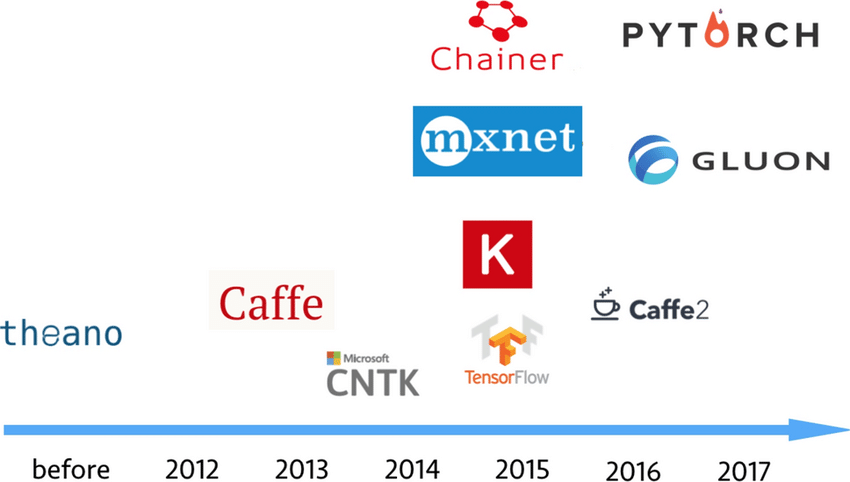 Chainer
PYTORCH
mxnet
GLUON
K
Caffe
Caffe2
theano
Microsoft
CNTK
TensorFlow
before 2012 2013 2014 2015 2016 2017